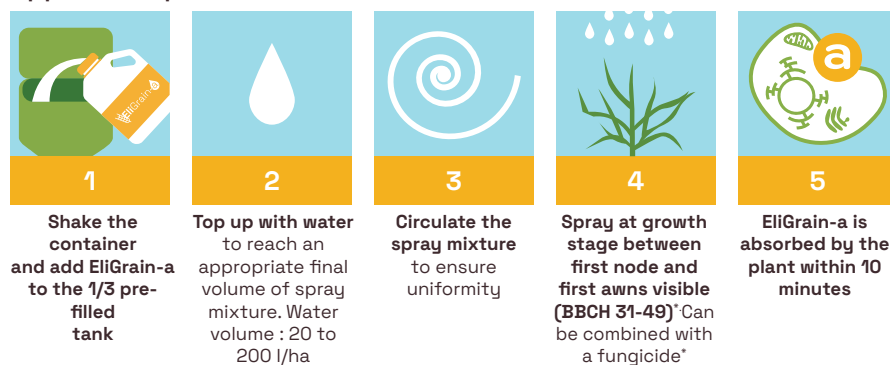 EliGrain-a
a
1
2
3
4
5
Shake the
container
and add EliGrain-a
to the 1/3 pre-
filled
tank
Top up with water
to reach an
appropriate final
volume of spray
mixture. Water
volume : 20 to
200 l/ha
Circulate the
spray mixture
to ensure
uniformity
Spray at growth
stage between
first node and
first awns visible
(BBCH 31-49)* Can
be combined with
a fungicide*
EliGrain-a is
absorbed by the
plant within 10
minutes